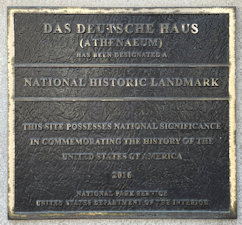 DAS DEUTSCHE HAUS
(ATHENAEUM)
HAS BEEN DESIGNATED A
NATIONAL HISTORIC LANDMARK
THIS SITE POSSESSES NATIONAL SIGNIFICANCE
IN COMMEMORATING THE HISTORY OF THE
UNITED STATES OF AMERICA
2016
NATIONAL PARK SERVICE
UNITED STATES DEPARTMENT OF THE INTERIOR